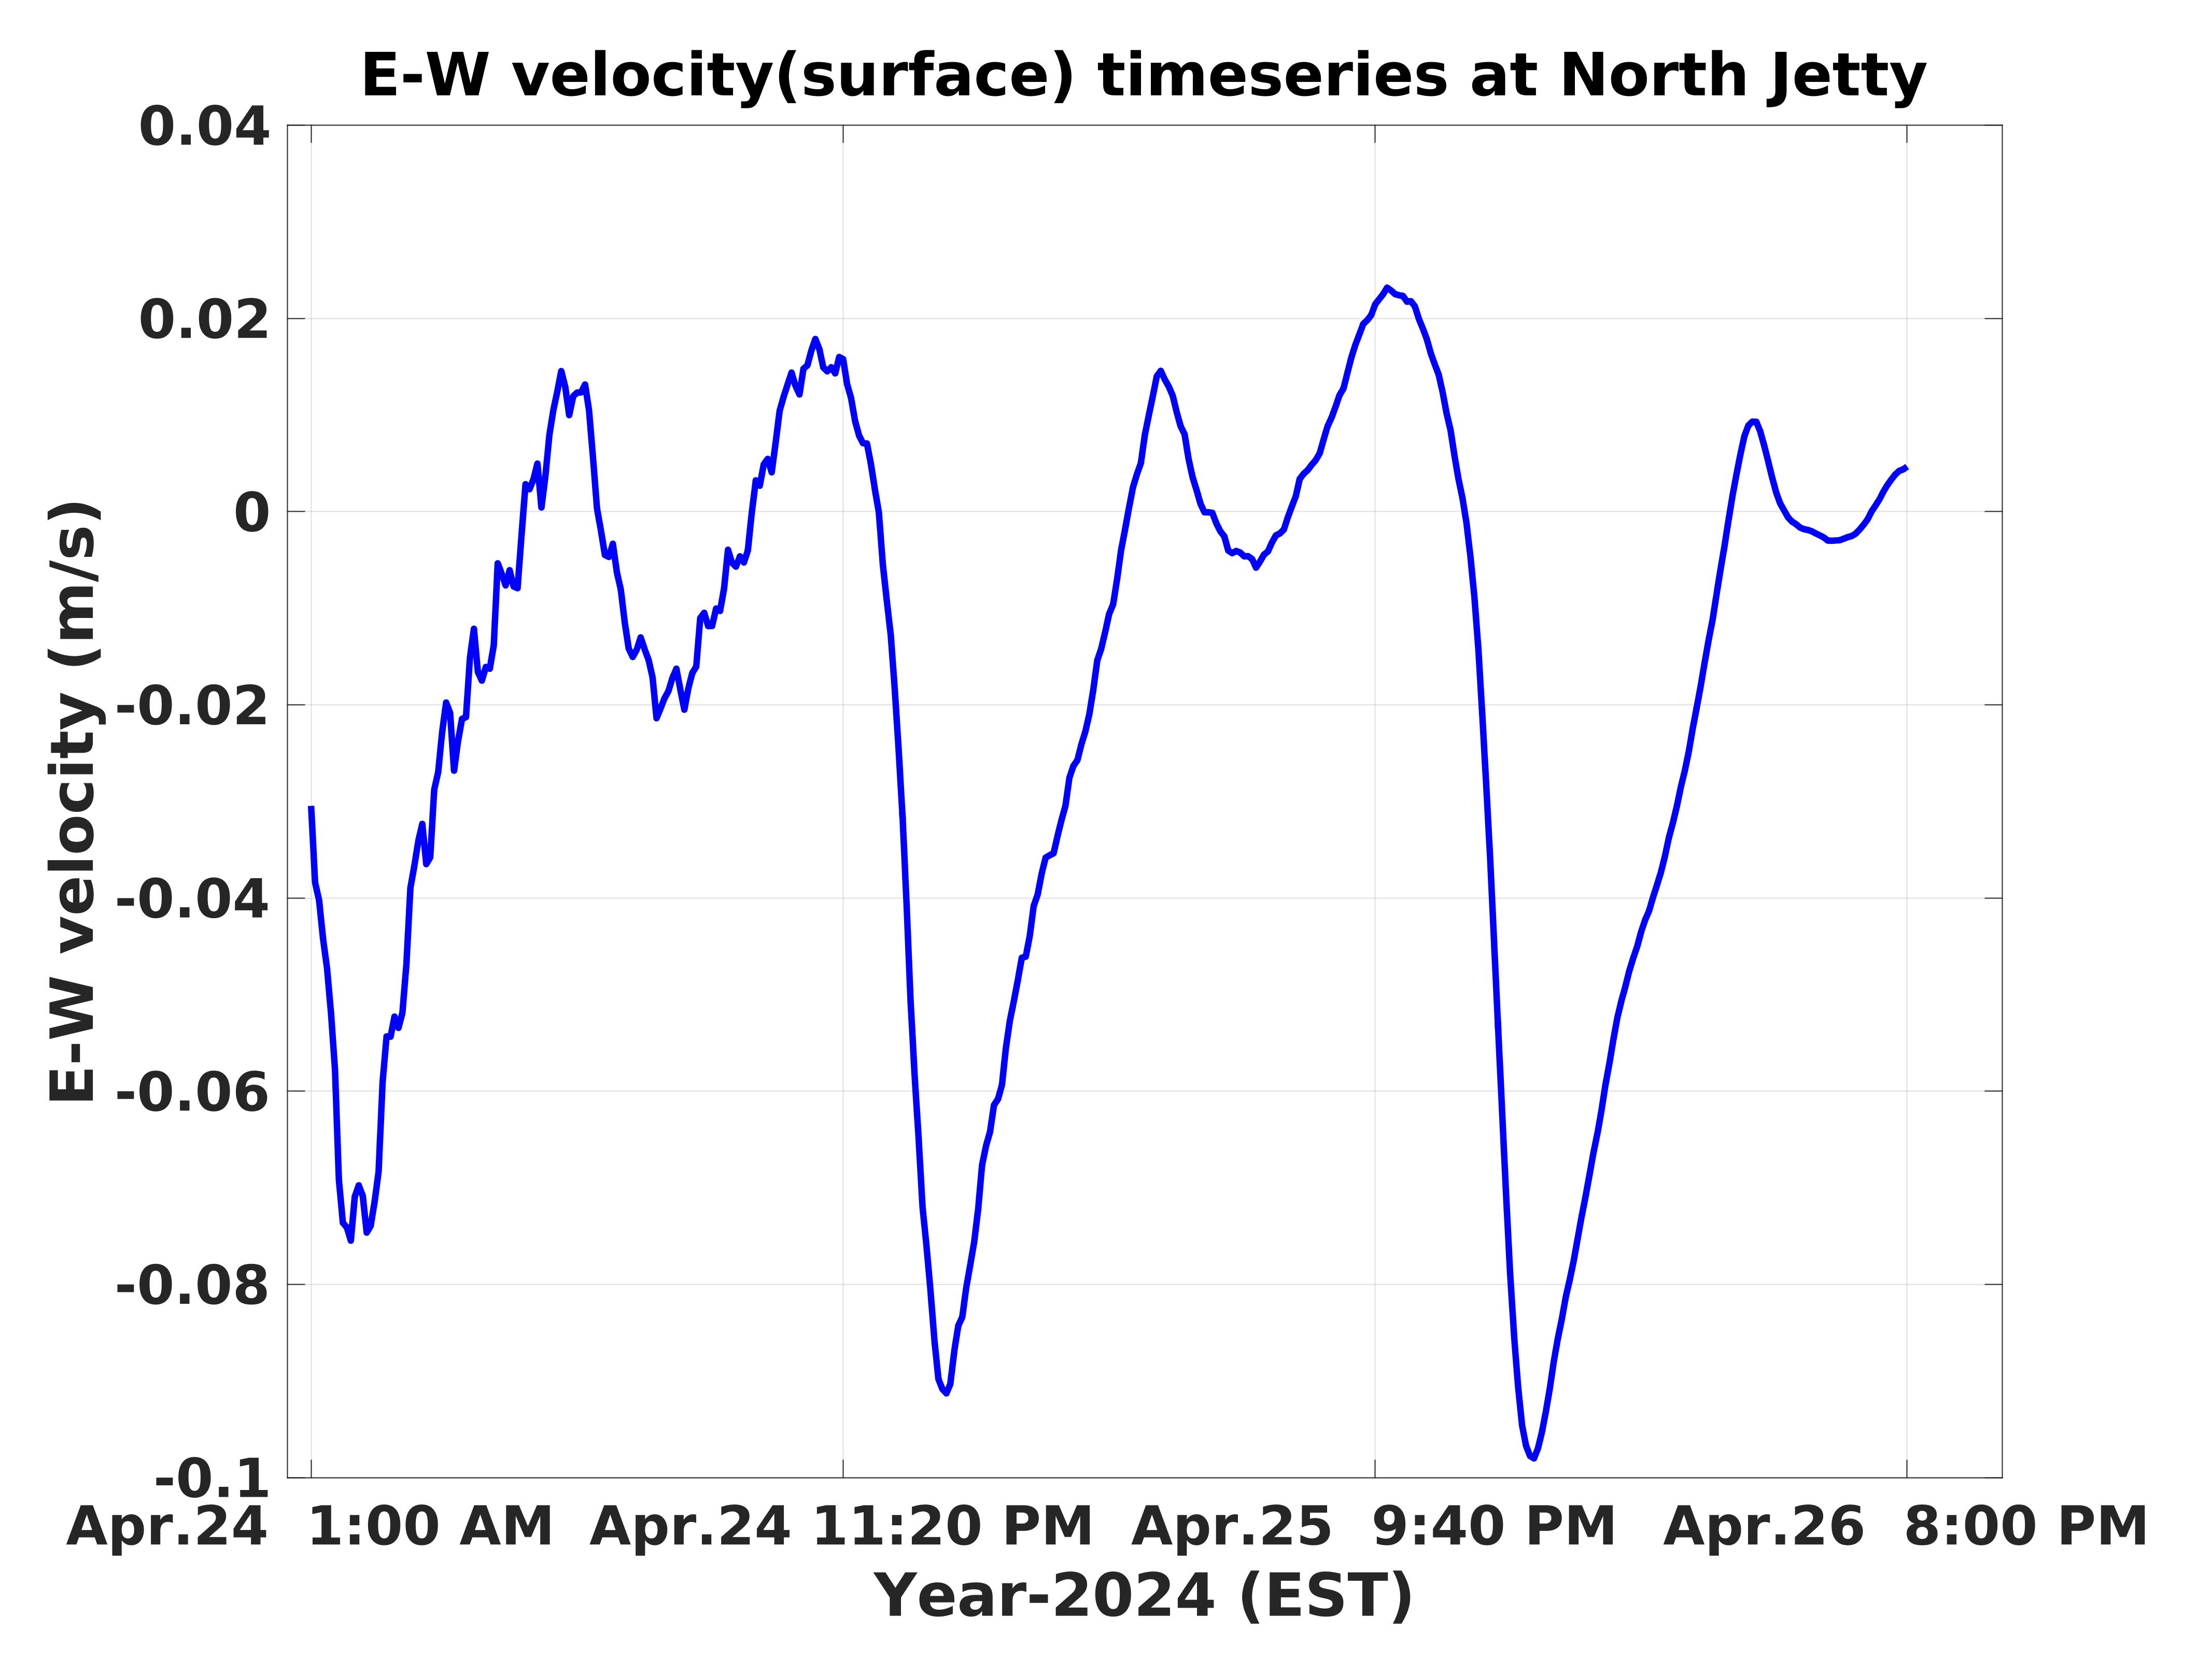 E-W velocity(surface) timeseries at North Jetty
0.04
0.02
0
-0.02
-0.04
-0.06
-0.08
-0.1
E-W velocity (m/s)
Apr.24  1:00 AM
Apr.24 11:20 PM
Apr.25  9:40 PM
Apr.26  8:00 PM
Year-2024 (EST)